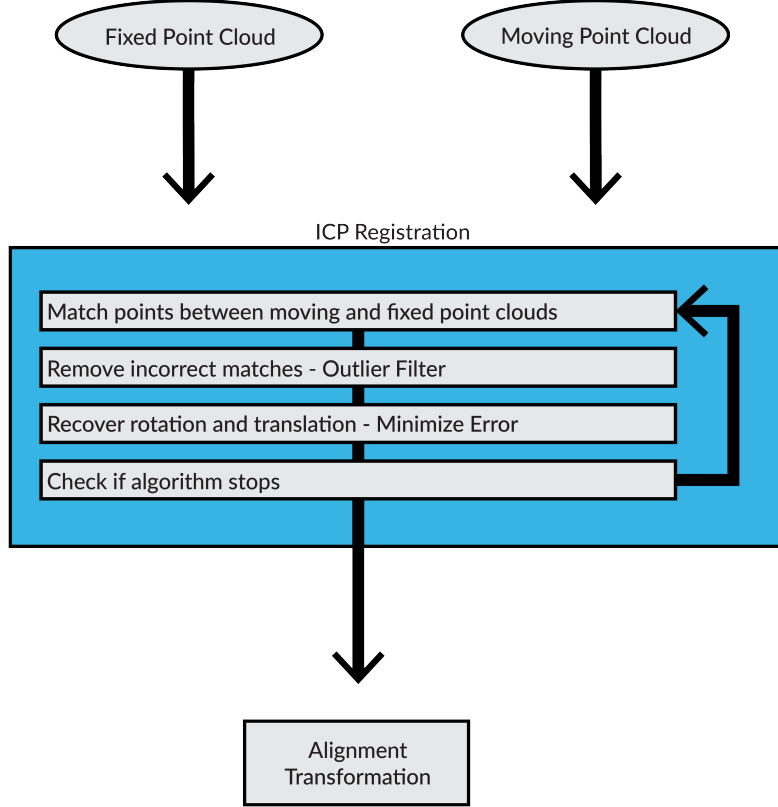 Fixed Point Cloud
Moving Point Cloud
ICP Registration
Match points between moving and fixed point clouds
Remove incorrect matches - Outlier Filter
Recover rotation and translation - Minimize Error
Check if algorithm stops
Alignment
Transformation